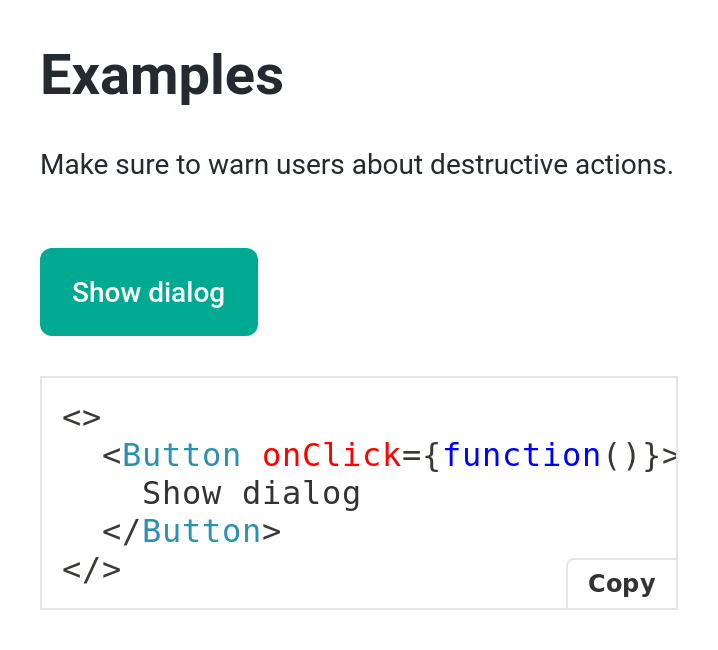 Examples
Make sure to warn users about destructive actions.
Show dialog
<>
  <Button onClick={function()}>
    Show dialog
  </Button>
</>
Copy